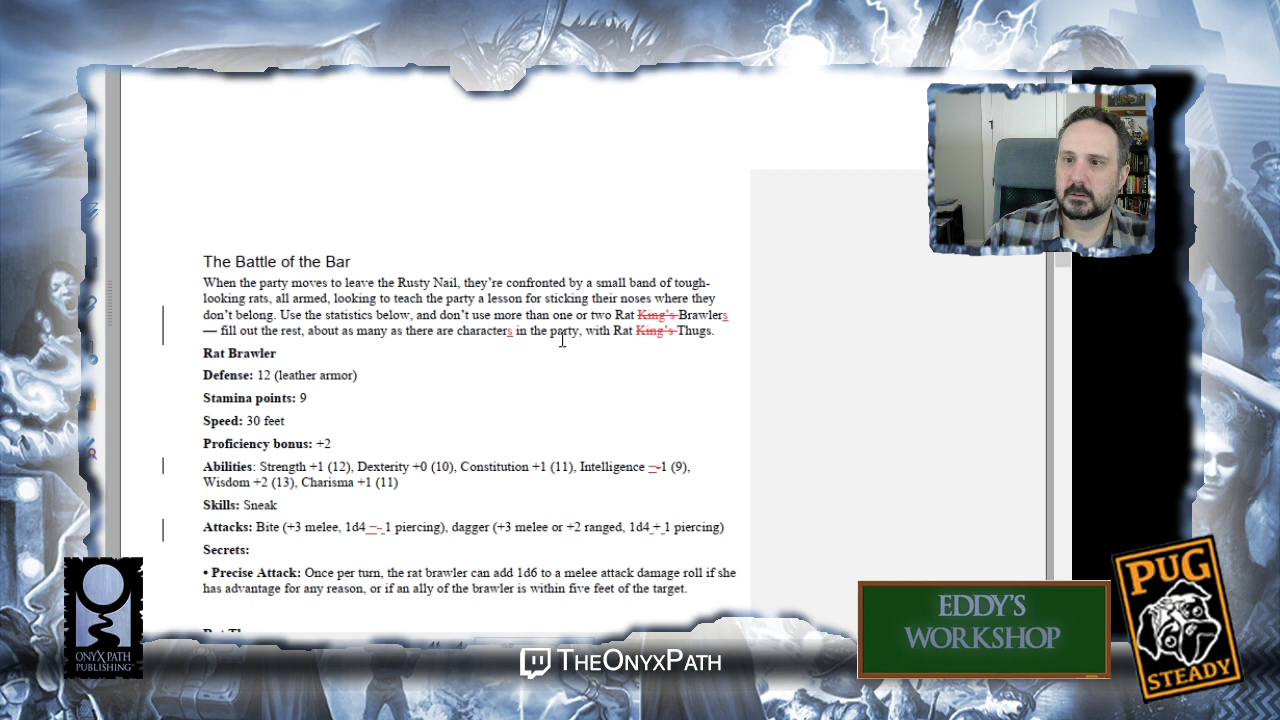 The Battle of the Bar
When the party moves to leave the Rusty Nail, they're confronted by a small band of tough-
looking rats, all armed, looking to teach the party a lesson for sticking their noses where they
don't belong. Use the statistics below, and don't use more than one or two Rat King's Brawlers
— fill out the rest, about as many as there are characters in the party, with Rat King's Thugs.
Rat Brawler
Defense: 12 (leather armor)
Stamina points: 9
Speed: 30 feet
Proficiency bonus: +2
Abilities: Strength +1 (12), Dexterity +0 (10), Constitution +1 (11), Intelligence −-1 (9),
Wisdom +2 (13), Charisma +1 (11)
Skills: Sneak
Attacks: Bite (+3 melee, 1d4 − - 1 piercing), dagger (+3 melee or +2 ranged, 1d4 + 1 piercing)
Secrets:
• Precise Attack: Once per turn, the rat brawler can add 1d6 to a melee attack damage roll if she
has advantage for any reason, or if an ally of the brawler is within five feet of the target.
ONYX PATH
PUBLISHING™
THEONYXPATH
EDDY'S
WORKSHOP
PUG
STEADY